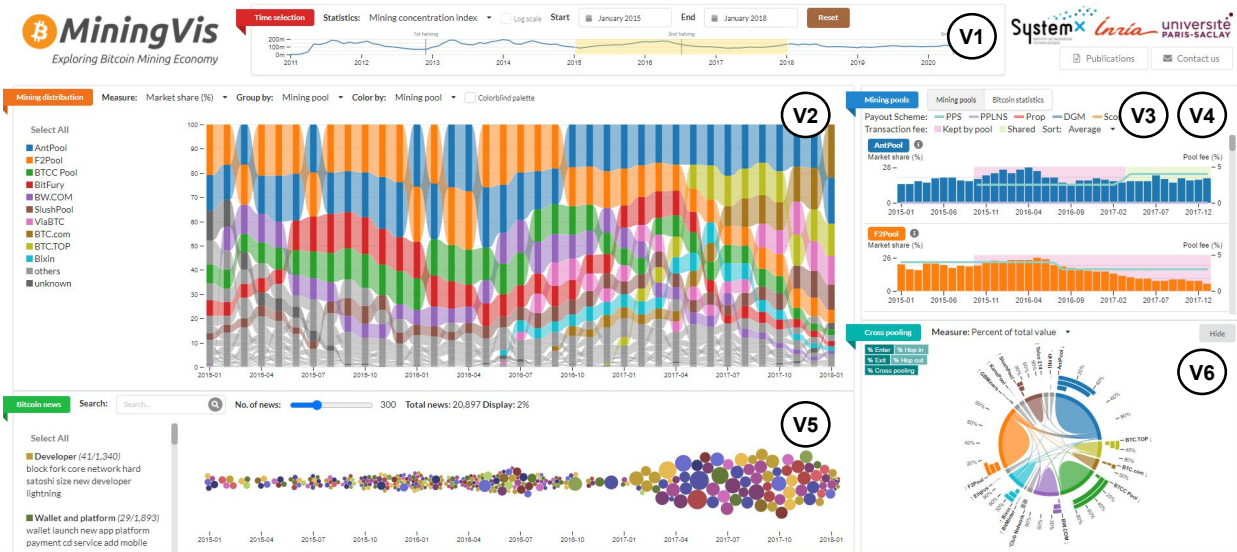 MiningVis
Exploring Bitcoin Mining Economy
Time selection Statistics: Mining concentration index Log scale Start January 2015 End January 2018 Reset
1st halving 2nd halving
200m
100m
0
2011 2012 2013 2014 2015 2016 2017 2018 2019 2020
V1
SystemX Inria université
PARIS-SACLAY
Publications Contact us
Mining distribution Measure: Market share (%) Group by: Mining pool Color by: Mining pool Colorblind palette
V2
Select All
AntPool
F2Pool
BTCC Pool
BitFury
BW.COM
SlushPool
ViaBTC
BTC.com
BTC.TOP
Bixin
others
unknown
100
90
80
70
60
50
40
30
20
10
0
2015-01 2015-04 2015-07 2015-10 2016-01 2016-04 2016-07 2016-10 2017-01 2017-04 2017-07 2017-10 2018-01
Mining pools Mining pools Bitcoin statistics
V3 V4
Payout Scheme: PPS PPLNS Prop DGM
Transaction fee: Kept by pool Shared Sort: Average
AntPool
Market share (%) Pool fee (%)
26 5
0 0
2015-01 2015-06 2015-11 2016-04 2016-09 2017-02 2017-07 2017-12
F2Pool
Market share (%) Pool fee (%)
26 5
0 0
2015-01 2015-06 2015-11 2016-04 2016-09 2017-02 2017-07 2017-12
Bitcoin news Search: Search... No. of news: 300 Total news: 20,897 Display: 2%
V5
Select All
Developer (41/1,340)
block fork core network hard
satoshi size new developer
lightning
Wallet and platform (29/1,893)
wallet launch new app platform
payment cd service add mobile
2015-01 2015-04 2015-07 2015-10 2016-01 2016-04 2016-07 2016-10 2017-01 2017-04 2017-07 2017-10 2018-01
Cross pooling Measure: Percent of total value Hide
% Enter % Hop in
% Exit % Hop out
% Cross pooling
V6
AntPool
BTC.TOP
BTC.com
BTCC Pool
BW.COM
Bixin
F2Pool
SlushPool